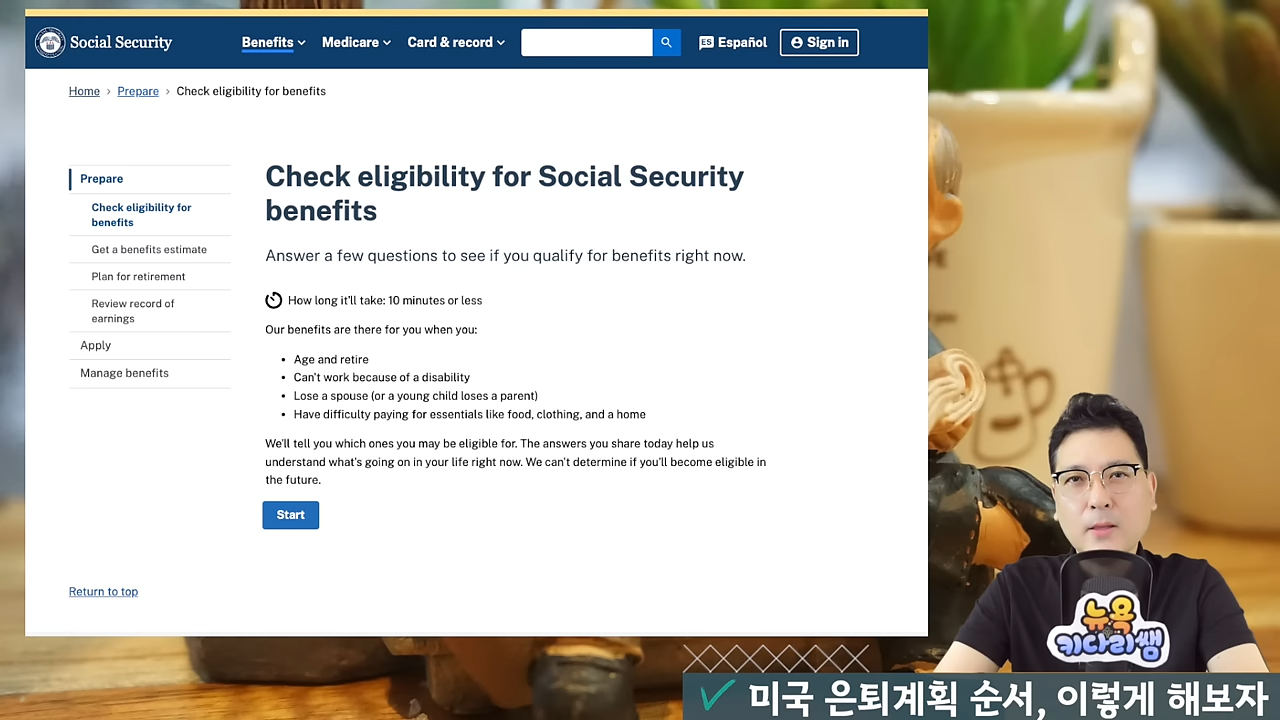 Social Security
Benefits
Medicare
Card & record
ES Español
Sign in
Home › Prepare › Check eligibility for benefits
Prepare
Check eligibility for
benefits
Get a benefits estimate
Plan for retirement
Review record of
earnings
Apply
Manage benefits
Check eligibility for Social Security
benefits
Answer a few questions to see if you qualify for benefits right now.
How long it'll take: 10 minutes or less
Our benefits are there for you when you:
• Age and retire
• Can't work because of a disability
• Lose a spouse (or a young child loses a parent)
• Have difficulty paying for essentials like food, clothing, and a home
We'll tell you which ones you may be eligible for. The answers you share today help us
understand what's going on in your life right now. We can't determine if you'll become eligible in
the future.
Start
Return to top
뉴욕
키다리쌤
미국 은퇴계획 순서, 이렇게 해보자